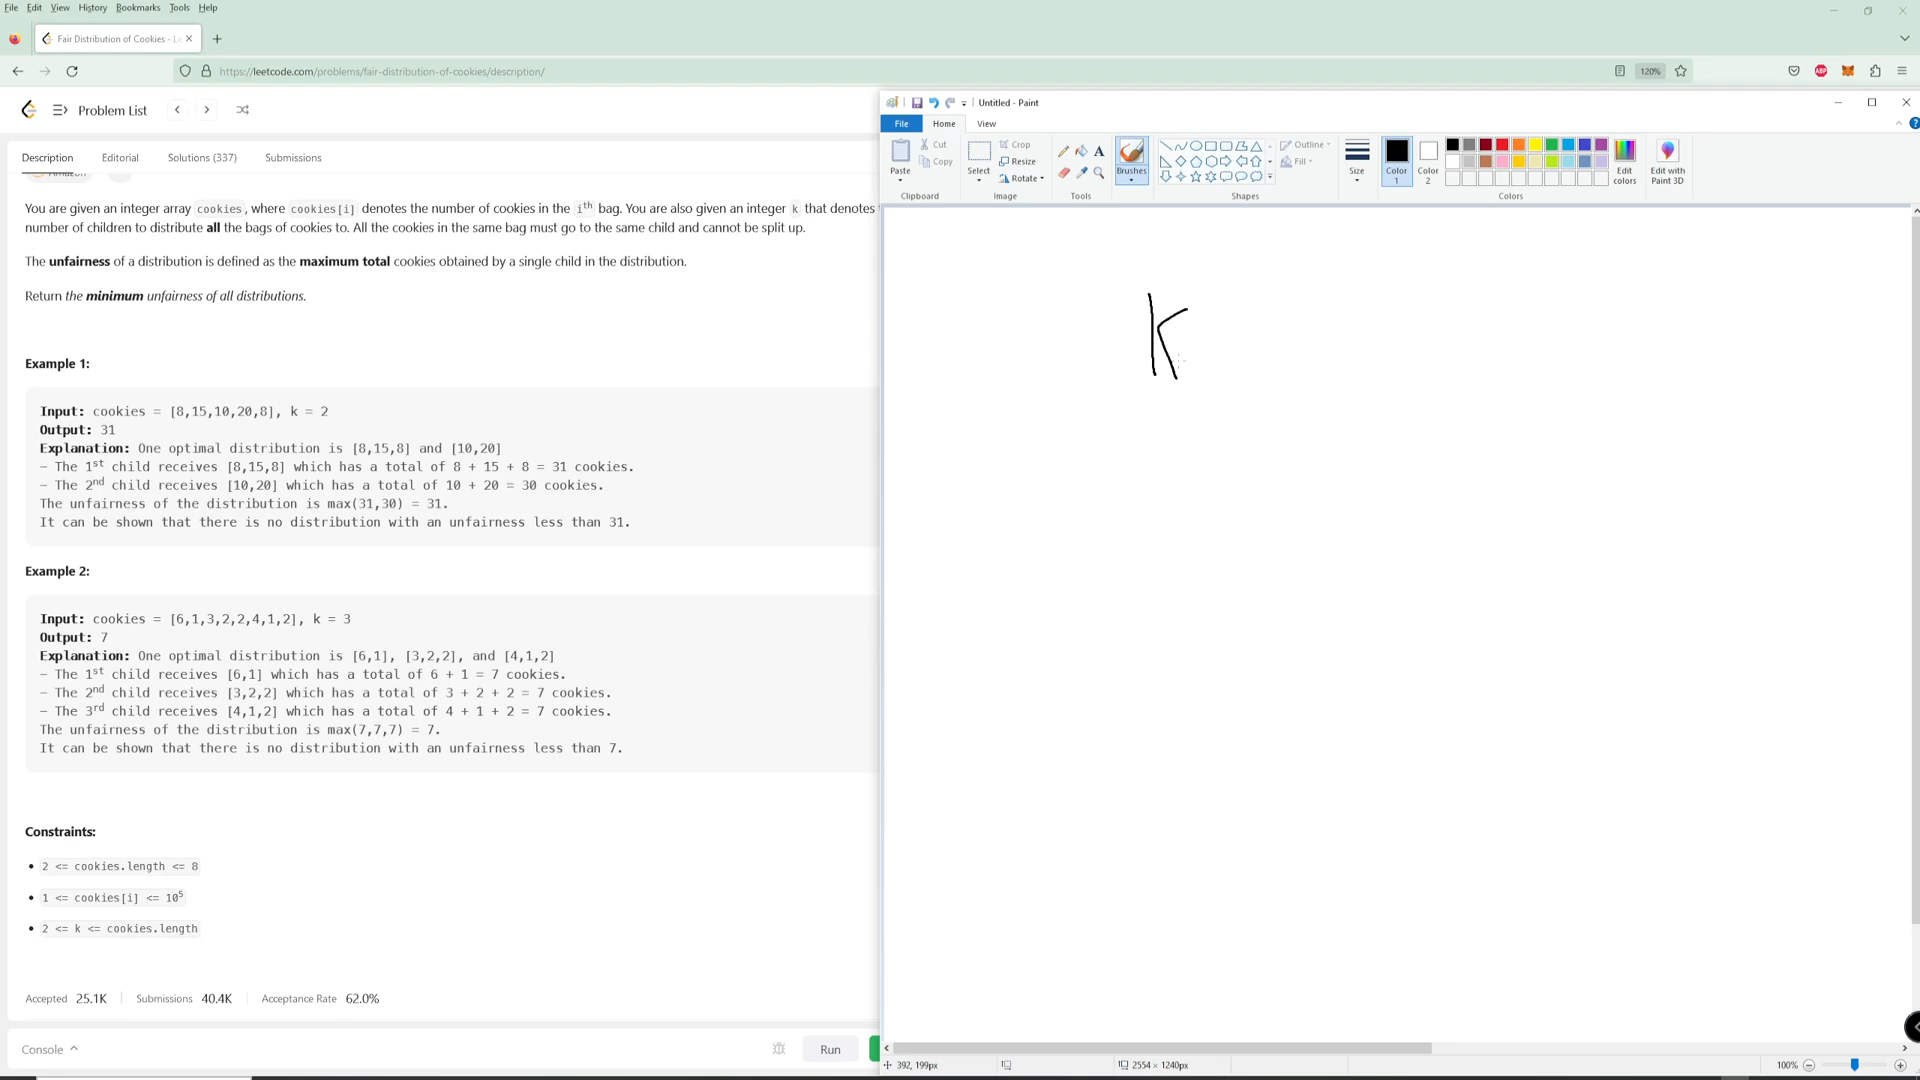 File Edit View History Bookmarks Tools Help
Fair Distribution of Cookies - Le
https://leetcode.com/problems/fair-distribution-of-cookies/description/
120%
ABP
Problem List
Untitled - Paint
File Home View
Description Editorial Solutions (337) Submissions
Paste Cut Copy Select Crop Resize Rotate Brushes Outline Fill Size Color 1 Color 2 Edit colors Edit with Paint 3D
Clipboard Image Tools Shapes Colors
You are given an integer array cookies, where cookies[i] denotes the number of cookies in the ith bag. You are also given an integer k that denotes
number of children to distribute all the bags of cookies to. All the cookies in the same bag must go to the same child and cannot be split up.
The unfairness of a distribution is defined as the maximum total cookies obtained by a single child in the distribution.
Return the minimum unfairness of all distributions.
K
Example 1:
Input: cookies = [8,15,10,20,8], k = 2
Output: 31
Explanation: One optimal distribution is [8,15,8] and [10,20]
- The 1st child receives [8,15,8] which has a total of 8 + 15 + 8 = 31 cookies.
- The 2nd child receives [10,20] which has a total of 10 + 20 = 30 cookies.
The unfairness of the distribution is max(31,30) = 31.
It can be shown that there is no distribution with an unfairness less than 31.
Example 2:
Input: cookies = [6,1,3,2,2,4,1,2], k = 3
Output: 7
Explanation: One optimal distribution is [6,1], [3,2,2], and [4,1,2]
- The 1st child receives [6,1] which has a total of 6 + 1 = 7 cookies.
- The 2nd child receives [3,2,2] which has a total of 3 + 2 + 2 = 7 cookies.
- The 3rd child receives [4,1,2] which has a total of 4 + 1 + 2 = 7 cookies.
The unfairness of the distribution is max(7,7,7) = 7.
It can be shown that there is no distribution with an unfairness less than 7.
Constraints:
• 2 <= cookies.length <= 8
• 1 <= cookies[i] <= 10⁵
• 2 <= k <= cookies.length
Accepted 25.1K Submissions 40.4K Acceptance Rate 62.0%
Console Run
392, 199px 2554 × 1240px 100%